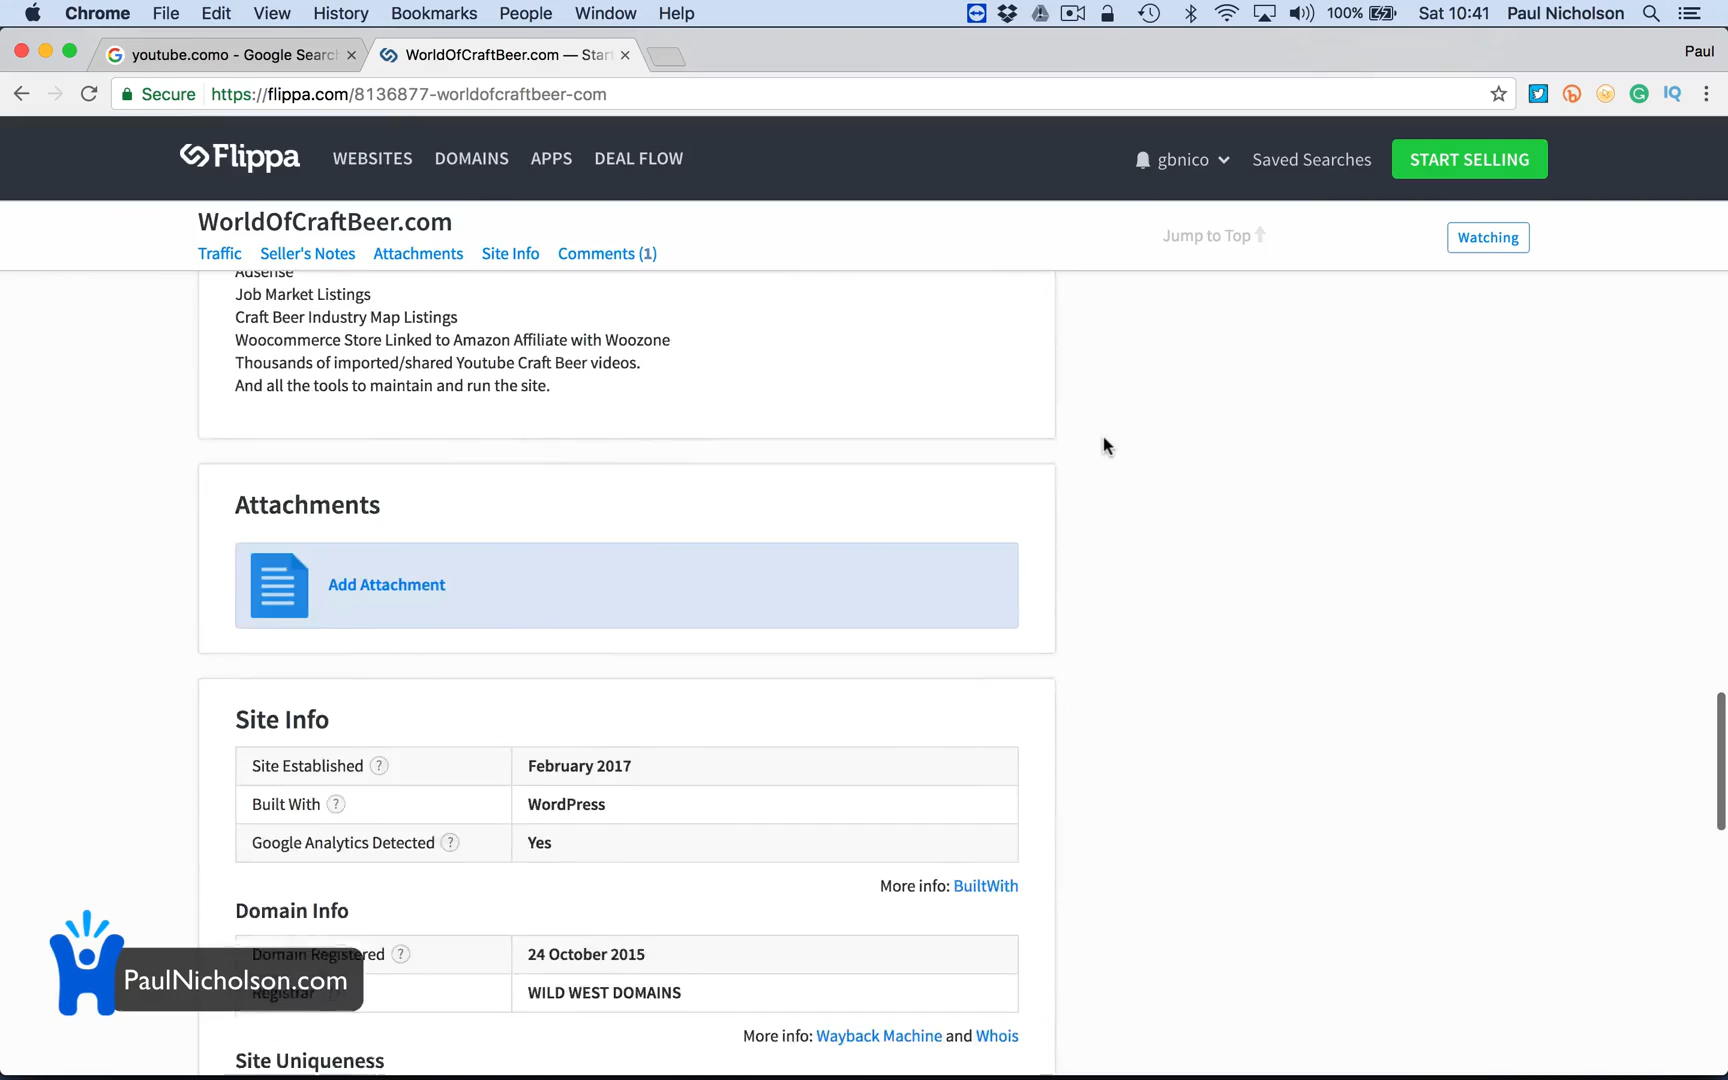 Chrome File Edit View History Bookmarks People Window Help 100% Sat 10:41 Paul Nicholson
youtube.como - Google Search WorldOfCraftBeer.com — Star Paul
Secure https://flippa.com/8136877-worldofcraftbeer-com IQ
Flippa WEBSITES DOMAINS APPS DEAL FLOW gbnico Saved Searches START SELLING
WorldOfCraftBeer.com
Jump to Top Watching
Traffic Seller's Notes Attachments Site Info Comments (1)
Adsense
Job Market Listings
Craft Beer Industry Map Listings
Woocommerce Store Linked to Amazon Affiliate with Woozone
Thousands of imported/shared Youtube Craft Beer videos.
And all the tools to maintain and run the site.
Attachments
Add Attachment
Site Info
Site Established ? February 2017
Built With ? WordPress
Google Analytics Detected ? Yes
More info: BuiltWith
Domain Info
Domain Registered ? 24 October 2015
PaulNicholson.com
Registrar WILD WEST DOMAINS
More info: Wayback Machine and Whois
Site Uniqueness